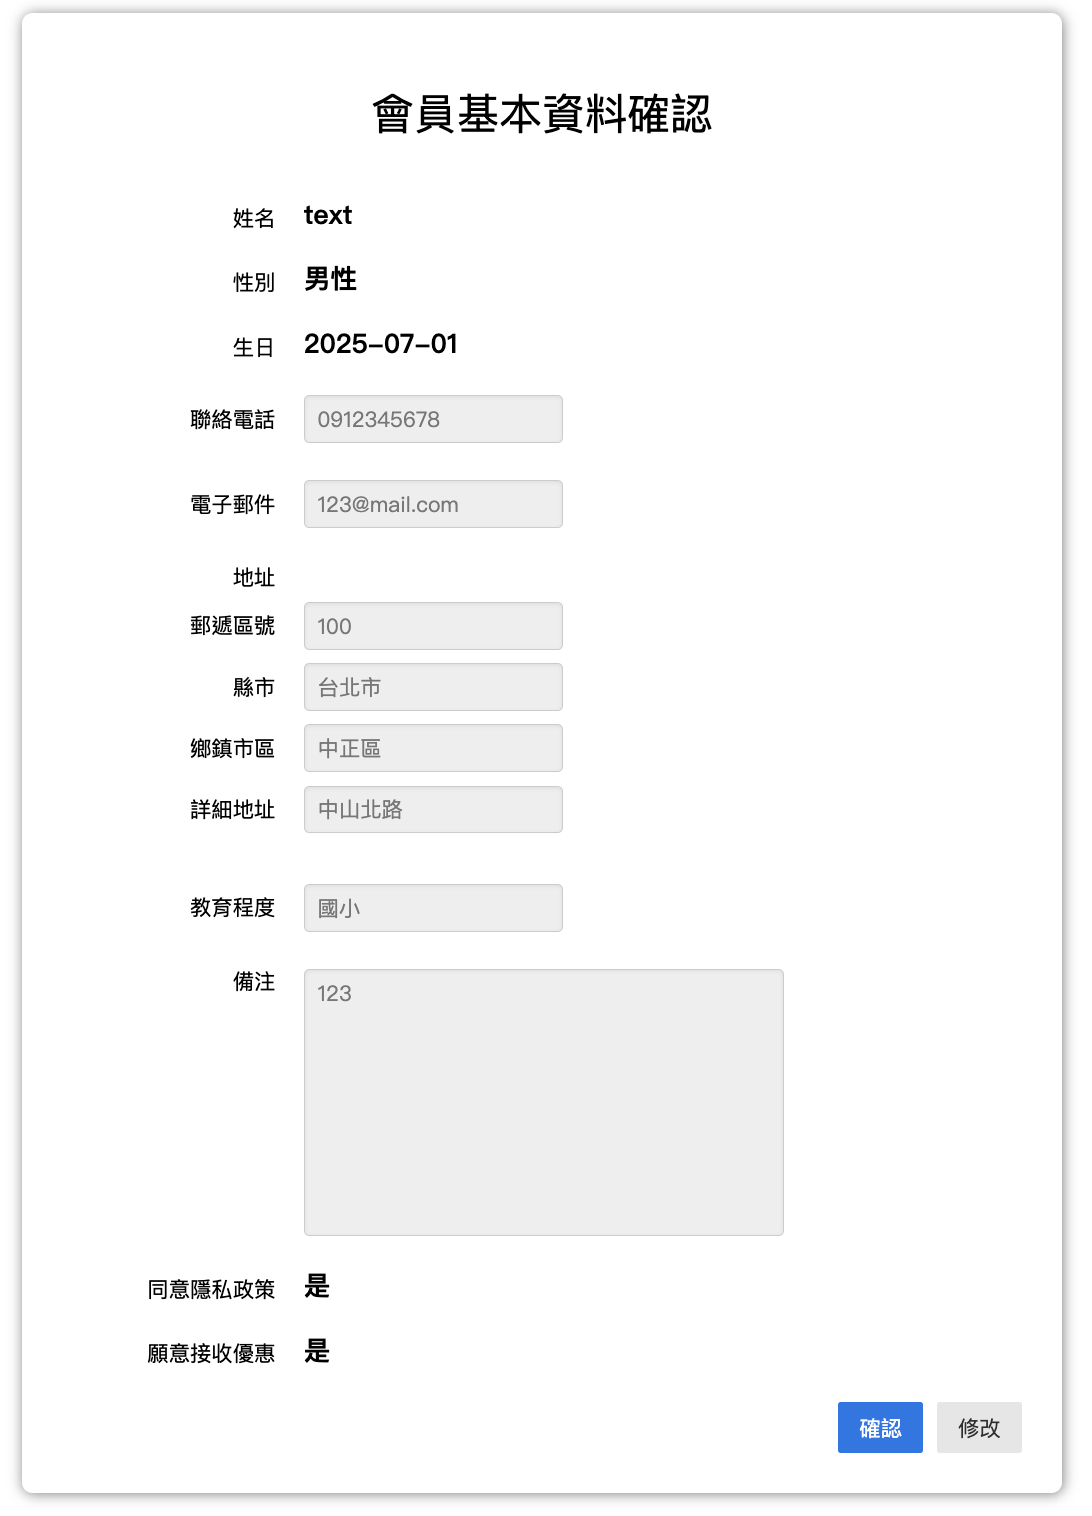 會員基本資料確認
姓名 text
性別 男性
生日 2025-07-01
聯絡電話 0912345678
電子郵件 123@mail.com
地址
郵遞區號 100
縣市 台北市
鄉鎮市區 中正區
詳細地址 中山北路
教育程度 國小
備注 123
同意隱私政策 是
願意接收優惠 是
確認 修改